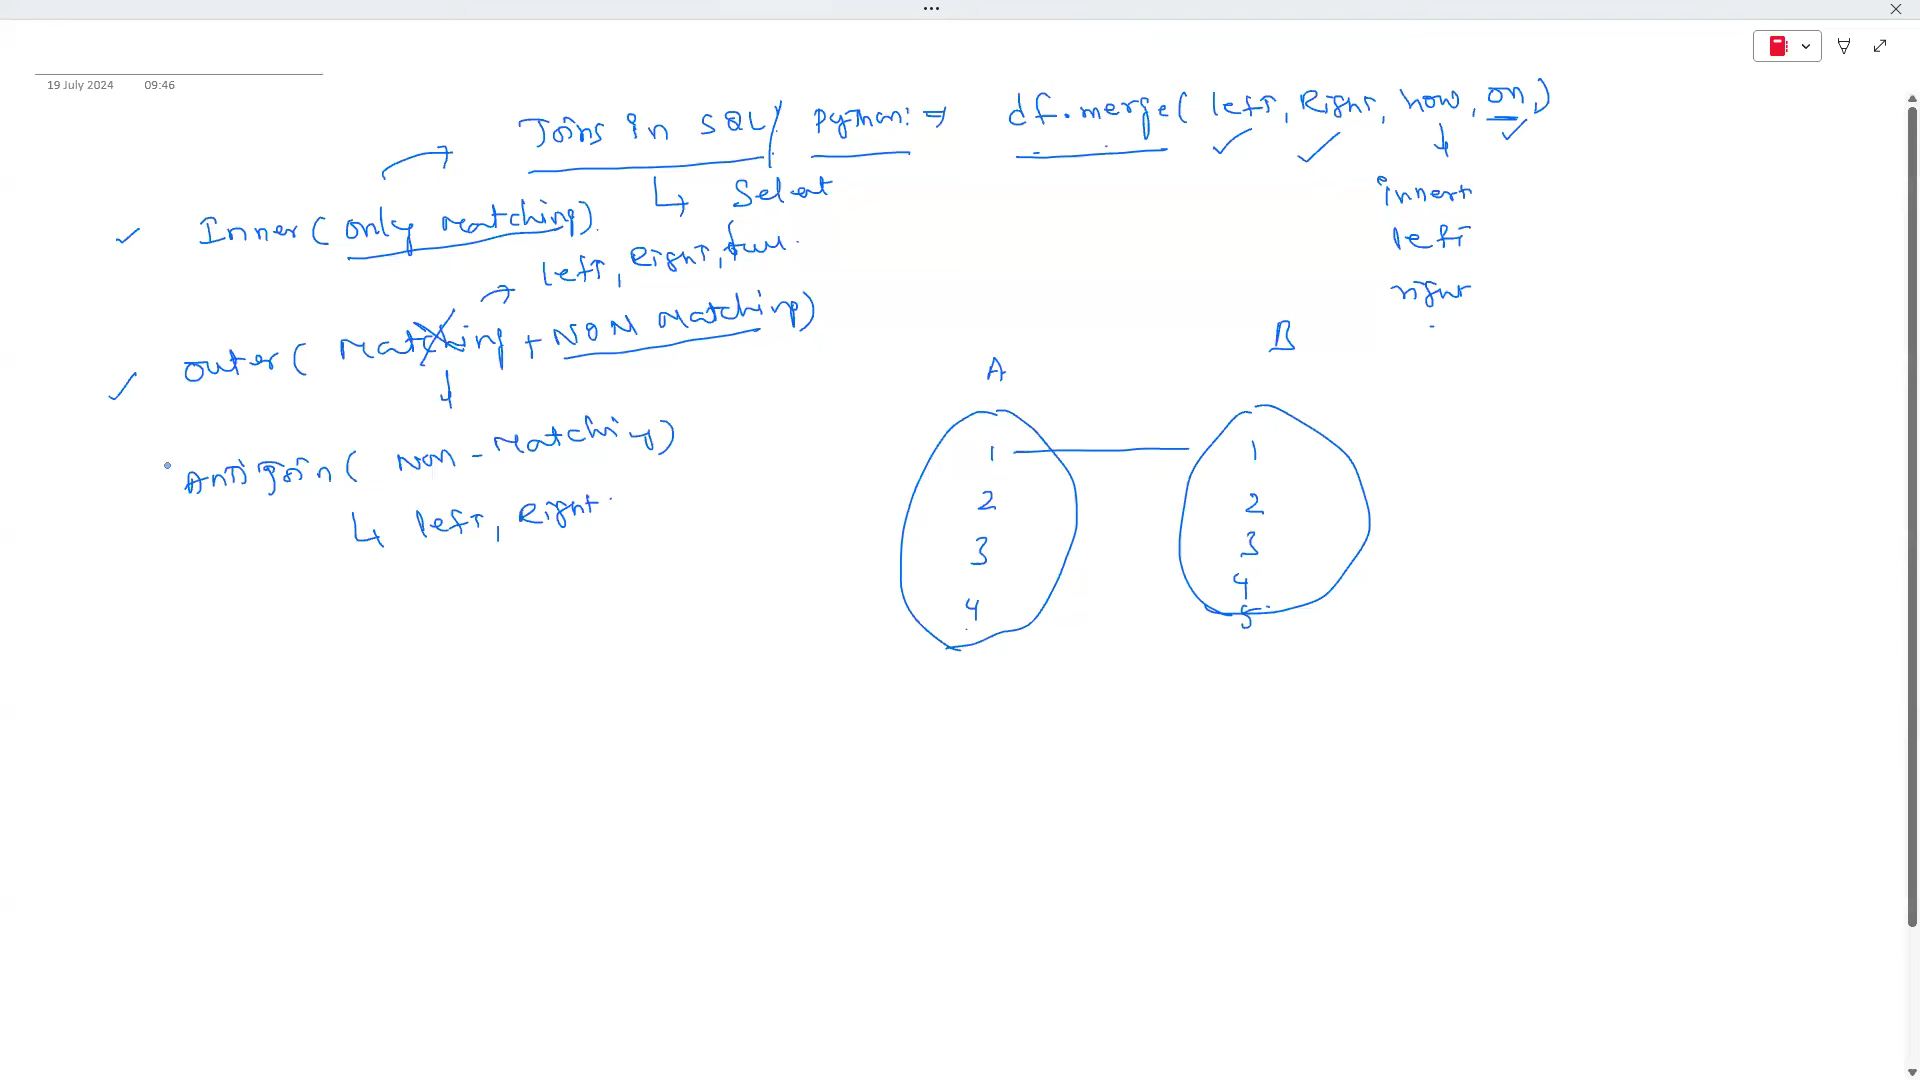 19 July 2024 09:46
Joins in SQL / Python: ⇒ df.merge( left, Right, how, on, )
↳ Select
Inner ( only matching )
left, Right, full.
outer ( Matching + NON Matching )
Anti join ( Non - Matching )
↳ left, Right.
inner
left
right
A
1
2
3
4
B
1
2
3
4
5